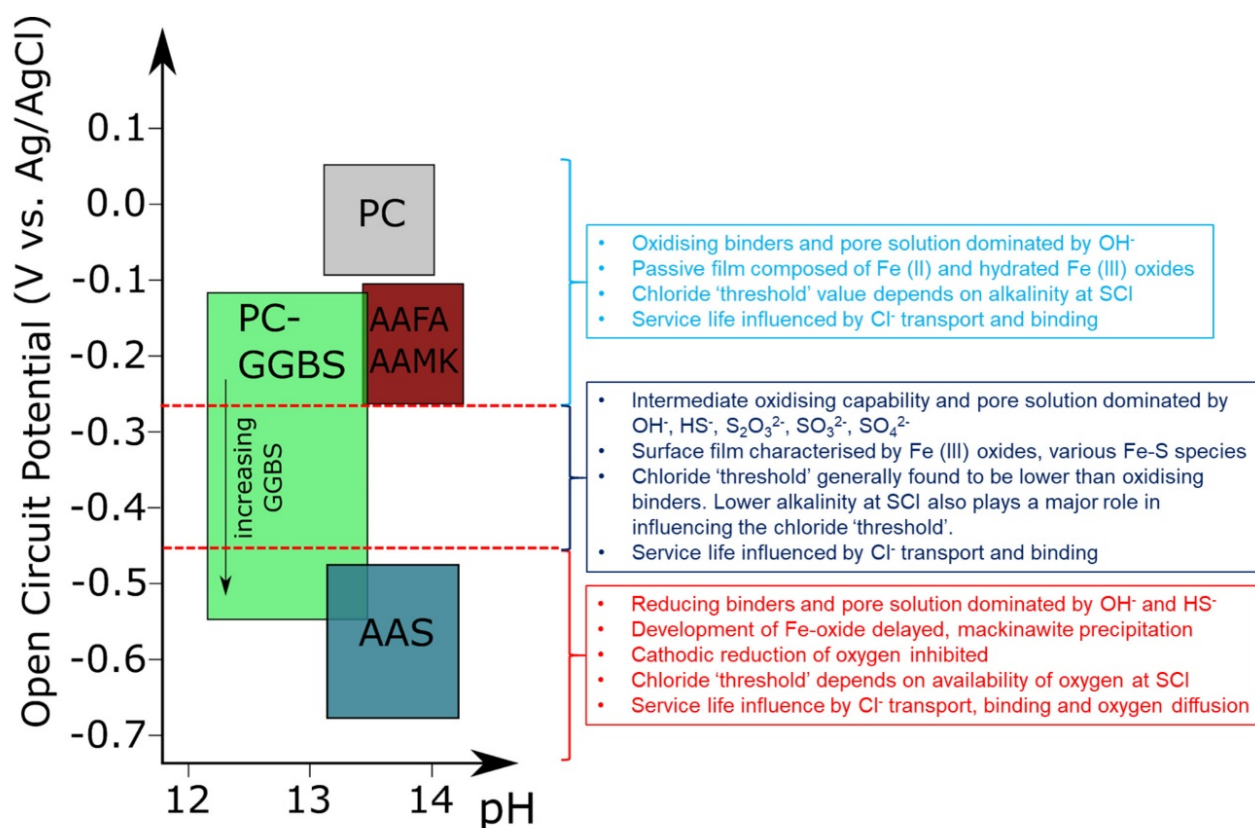 Open Circuit Potential (V vs. Ag/AgCl)
0.1
0.0
-0.1
-0.2
-0.3
-0.4
-0.5
-0.6
-0.7
12
13
14
pH
PC
PC-
GGBS
increasing
GGBS
AAFA
AAMK
AAS
• Oxidising binders and pore solution dominated by OH⁻
• Passive film composed of Fe (II) and hydrated Fe (III) oxides
• Chloride ‘threshold’ value depends on alkalinity at SCI
• Service life influenced by Cl⁻ transport and binding
• Intermediate oxidising capability and pore solution dominated by
OH⁻, HS⁻, S₂O₃²⁻, SO₃²⁻, SO₄²⁻
• Surface film characterised by Fe (III) oxides, various Fe-S species
• Chloride ‘threshold’ generally found to be lower than oxidising
binders. Lower alkalinity at SCI also plays a major role in
influencing the chloride ‘threshold’.
• Service life influenced by Cl⁻ transport and binding
• Reducing binders and pore solution dominated by OH⁻ and HS⁻
• Development of Fe-oxide delayed, mackinawite precipitation
• Cathodic reduction of oxygen inhibited
• Chloride ‘threshold’ depends on availability of oxygen at SCI
• Service life influence by Cl⁻ transport, binding and oxygen diffusion